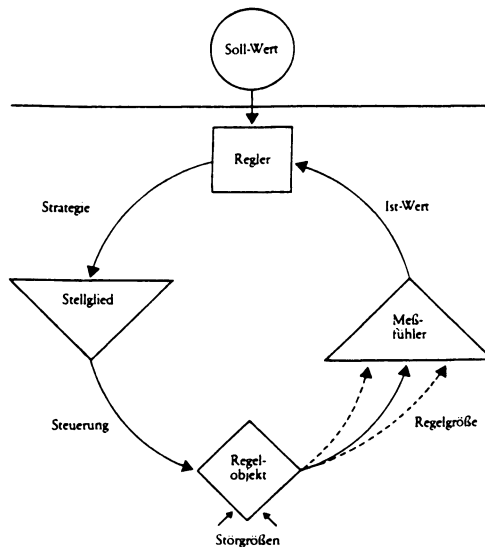 Soll-Wert
Regler
Strategie
Ist-Wert
Stellglied
Meß-
fühler
Steuerung
Regelgröße
Regel-
objekt
Störgrößen